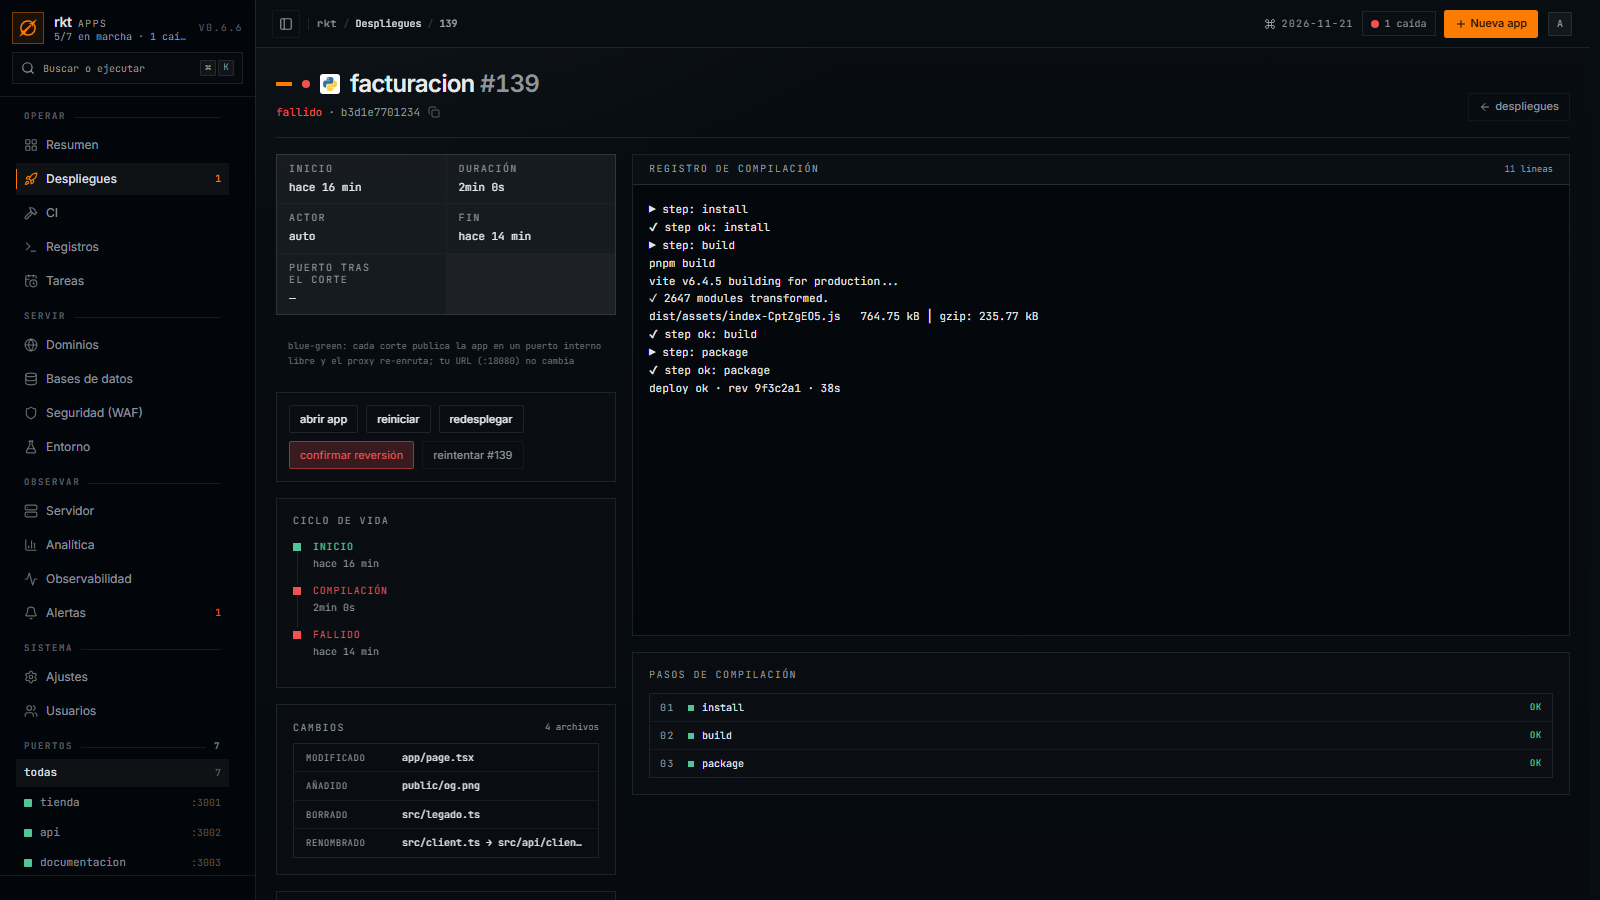 rkt APPS
V0.6.6
5/7 en marcha · 1 caí…
Buscar o ejecutar
⌘ K
OPERAR
Resumen
Despliegues 1
CI
Registros
Tareas
SERVIR
Dominios
Bases de datos
Seguridad (WAF)
Entorno
OBSERVAR
Servidor
Analítica
Observabilidad
Alertas 1
SISTEMA
Ajustes
Usuarios
PUERTOS 7
todas 7
tienda :3001
api :3002
documentacion :3003
rkt / Despliegues / 139
⌘ 2026-11-21
1 caída
+ Nueva app
A
facturacion #139
fallido · b3d1e7701234
← despliegues
INICIO
hace 16 min
DURACIÓN
2min 0s
ACTOR
auto
FIN
hace 14 min
PUERTO TRAS
EL CORTE
—
blue-green: cada corte publica la app en un puerto interno
libre y el proxy re-enruta; tu URL (:18080) no cambia
abrir app
reiniciar
redesplegar
confirmar reversión
reintentar #139
CICLO DE VIDA
INICIO
hace 16 min
COMPILACIÓN
2min 0s
FALLIDO
hace 14 min
CAMBIOS
4 archivos
MODIFICADO app/page.tsx
AÑADIDO public/og.png
BORRADO src/legado.ts
RENOMBRADO src/client.ts → src/api/clien…
REGISTRO DE COMPILACIÓN
11 líneas
▶ step: install
✓ step ok: install
▶ step: build
pnpm build
vite v6.4.5 building for production...
✓ 2647 modules transformed.
dist/assets/index-CptZgEO5.js 764.75 kB │ gzip: 235.77 kB
✓ step ok: build
▶ step: package
✓ step ok: package
deploy ok · rev 9f3c2a1 · 38s
PASOS DE COMPILACIÓN
01 install OK
02 build OK
03 package OK